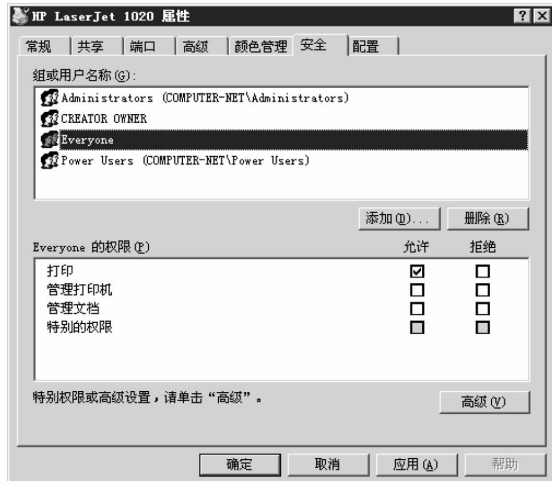 HP LaserJet 1020 属性
常规 共享 端口 高级 颜色管理 安全 配置
组或用户名称(G):
Administrators (COMPUTER-NET\Administrators)
CREATOR OWNER
Everyone
Power Users (COMPUTER-NET\Power Users)
添加(D)... 删除(R)
Everyone 的权限(P) 允许 拒绝
打印
管理打印机
管理文档
特别的权限
特别权限或高级设置，请单击“高级”。
高级(V)
确定 取消 应用(A) 帮助